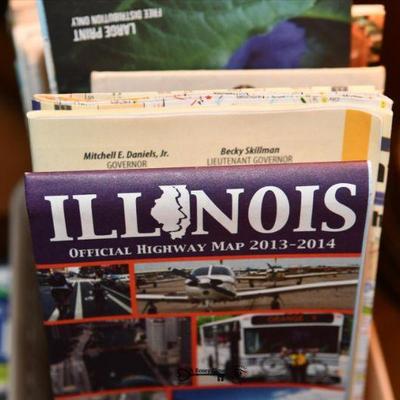 LARGE PRINT
FREE DISTRIBUTION ONLY
Mitchell E. Daniels, Jr.
GOVERNOR
Becky Skillman
LIEUTENANT GOVERNOR
ILLINOIS
OFFICIAL HIGHWAY MAP 2013-2014